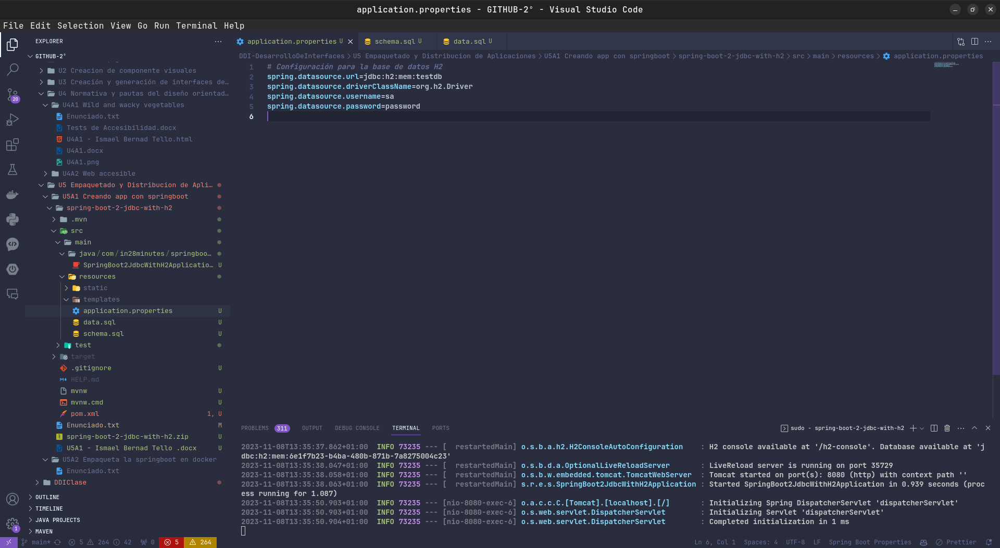 application.properties - GITHUB-2º - Visual Studio Code
File Edit Selection View Go Run Terminal Help
EXPLORER
GITHUB-2º
U2 Creacion de componente visuales
U3 Creación y generación de interfaces de…
U4 Normativa y pautas del diseño orientad…
U4A1 Wild and wacky vegetables
Enunciado.txt
Tests de Accesibilidad.docx
U4A1 - Ismael Bernad Tello.html
U4A1.docx
U4A1.png
U4A2 Web accesible
U5 Empaquetado y Distribucion de Apli…
U5A1 Creando app con springboot
spring-boot-2-jdbc-with-h2
.mvn
src
main
java/com/in28minutes/springboo…
SpringBoot2JdbcWithH2Applicatio… U
resources
static
templates
application.properties U
data.sql U
schema.sql U
test
target
.gitignore U
HELP.md
mvnw U
mvnw.cmd U
pom.xml 1, U
Enunciado.txt M
spring-boot-2-jdbc-with-h2.zip U
U5A1 - Ismael Bernad Tello .docx U
U5A2 Empaqueta la springboot en docker
Enunciado.txt
DDIClase
OUTLINE
TIMELINE
JAVA PROJECTS
MAVEN
20
1
application.properties U schema.sql U data.sql U
DDI-DesarrolloDeInterfaces > U5 Empaquetado y Distribucion de Aplicaciones > U5A1 Creando app con springboot > spring-boot-2-jdbc-with-h2 > src > main > resources > application.properties
1 # Configuración para la base de datos H2
2 spring.datasource.url=jdbc:h2:mem:testdb
3 spring.datasource.driverClassName=org.h2.Driver
4 spring.datasource.username=sa
5 spring.datasource.password=password
6
PROBLEMS 311 OUTPUT DEBUG CONSOLE TERMINAL PORTS sudo - spring-boot-2-jdbc-with-h2
2023-11-08T13:35:37.862+01:00 INFO 73235 --- [ restartedMain] o.s.b.a.h2.H2ConsoleAutoConfiguration : H2 console available at '/h2-console'. Database available at 'j
dbc:h2:mem:6e1f7b23-b4ba-480b-871b-7a8275004c23'
2023-11-08T13:35:38.047+01:00 INFO 73235 --- [ restartedMain] o.s.b.d.a.OptionalLiveReloadServer : LiveReload server is running on port 35729
2023-11-08T13:35:38.058+01:00 INFO 73235 --- [ restartedMain] o.s.b.w.embedded.tomcat.TomcatWebServer : Tomcat started on port(s): 8080 (http) with context path ''
2023-11-08T13:35:38.063+01:00 INFO 73235 --- [ restartedMain] s.r.e.s.SpringBoot2JdbcWithH2Application : Started SpringBoot2JdbcWithH2Application in 0.939 seconds (proc
ess running for 1.087)
2023-11-08T13:35:50.903+01:00 INFO 73235 --- [nio-8080-exec-6] o.a.c.c.C.[Tomcat].[localhost].[/] : Initializing Spring DispatcherServlet 'dispatcherServlet'
2023-11-08T13:35:50.903+01:00 INFO 73235 --- [nio-8080-exec-6] o.s.web.servlet.DispatcherServlet : Initializing Servlet 'dispatcherServlet'
2023-11-08T13:35:50.904+01:00 INFO 73235 --- [nio-8080-exec-6] o.s.web.servlet.DispatcherServlet : Completed initialization in 1 ms
main* 5 264 42 0 5 264 Ln 6, Col 1 Spaces: 4 UTF-8 LF Spring Boot Properties Prettier